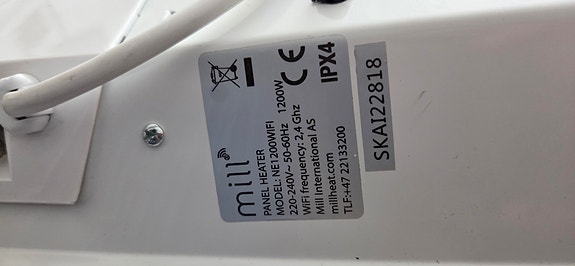 mill
PANEL HEATER
MODEL: NE1200WIFI
220-240V~ 50-60Hz 1200W
WiFi frequency: 2,4 Ghz
Mill International AS
millheat.com
TLF:+47 22133200
CE
IPX4
SKAI22818